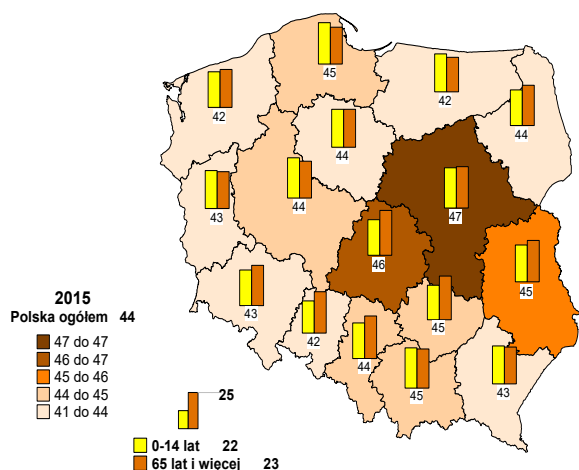 45
42
42
44
44
44
43
47
46
45
43
45
42
44
45
43
2015
Polska ogółem 44
47 do 47
46 do 47
45 do 46
44 do 45
41 do 44
25
0-14 lat 22
65 lat i więcej 23